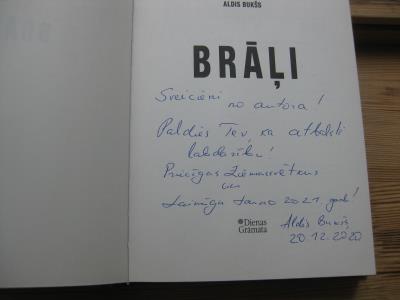 ALDIS BUKŠS
BRĀĻI
Sveicieni no autora!
Paldies Tev, ka atbalsti
labdarību!
Priecīgus Ziemassvētkus
un
Laimīgu Jauno 2021. gadu!
Dienas
Grāmata
Aldis Bukšs
20.12.2020